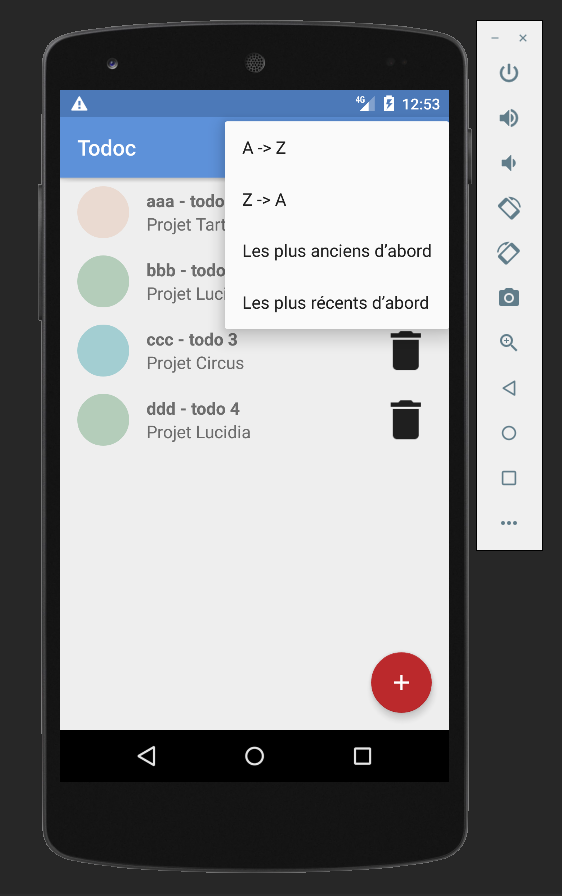 4G 12:53
Todoc
A -> Z
Z -> A
Les plus anciens d’abord
Les plus récents d’abord
aaa - todo
Projet Tart
bbb - todo
Projet Luci
ccc - todo 3
Projet Circus
ddd - todo 4
Projet Lucidia